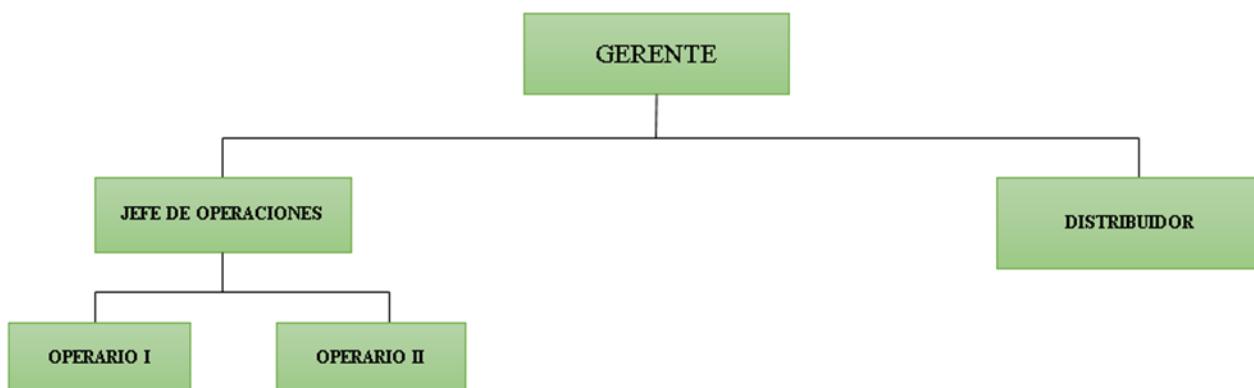 GERENTE
JEFE DE OPERACIONES
DISTRIBUIDOR
OPERARIO I
OPERARIO II